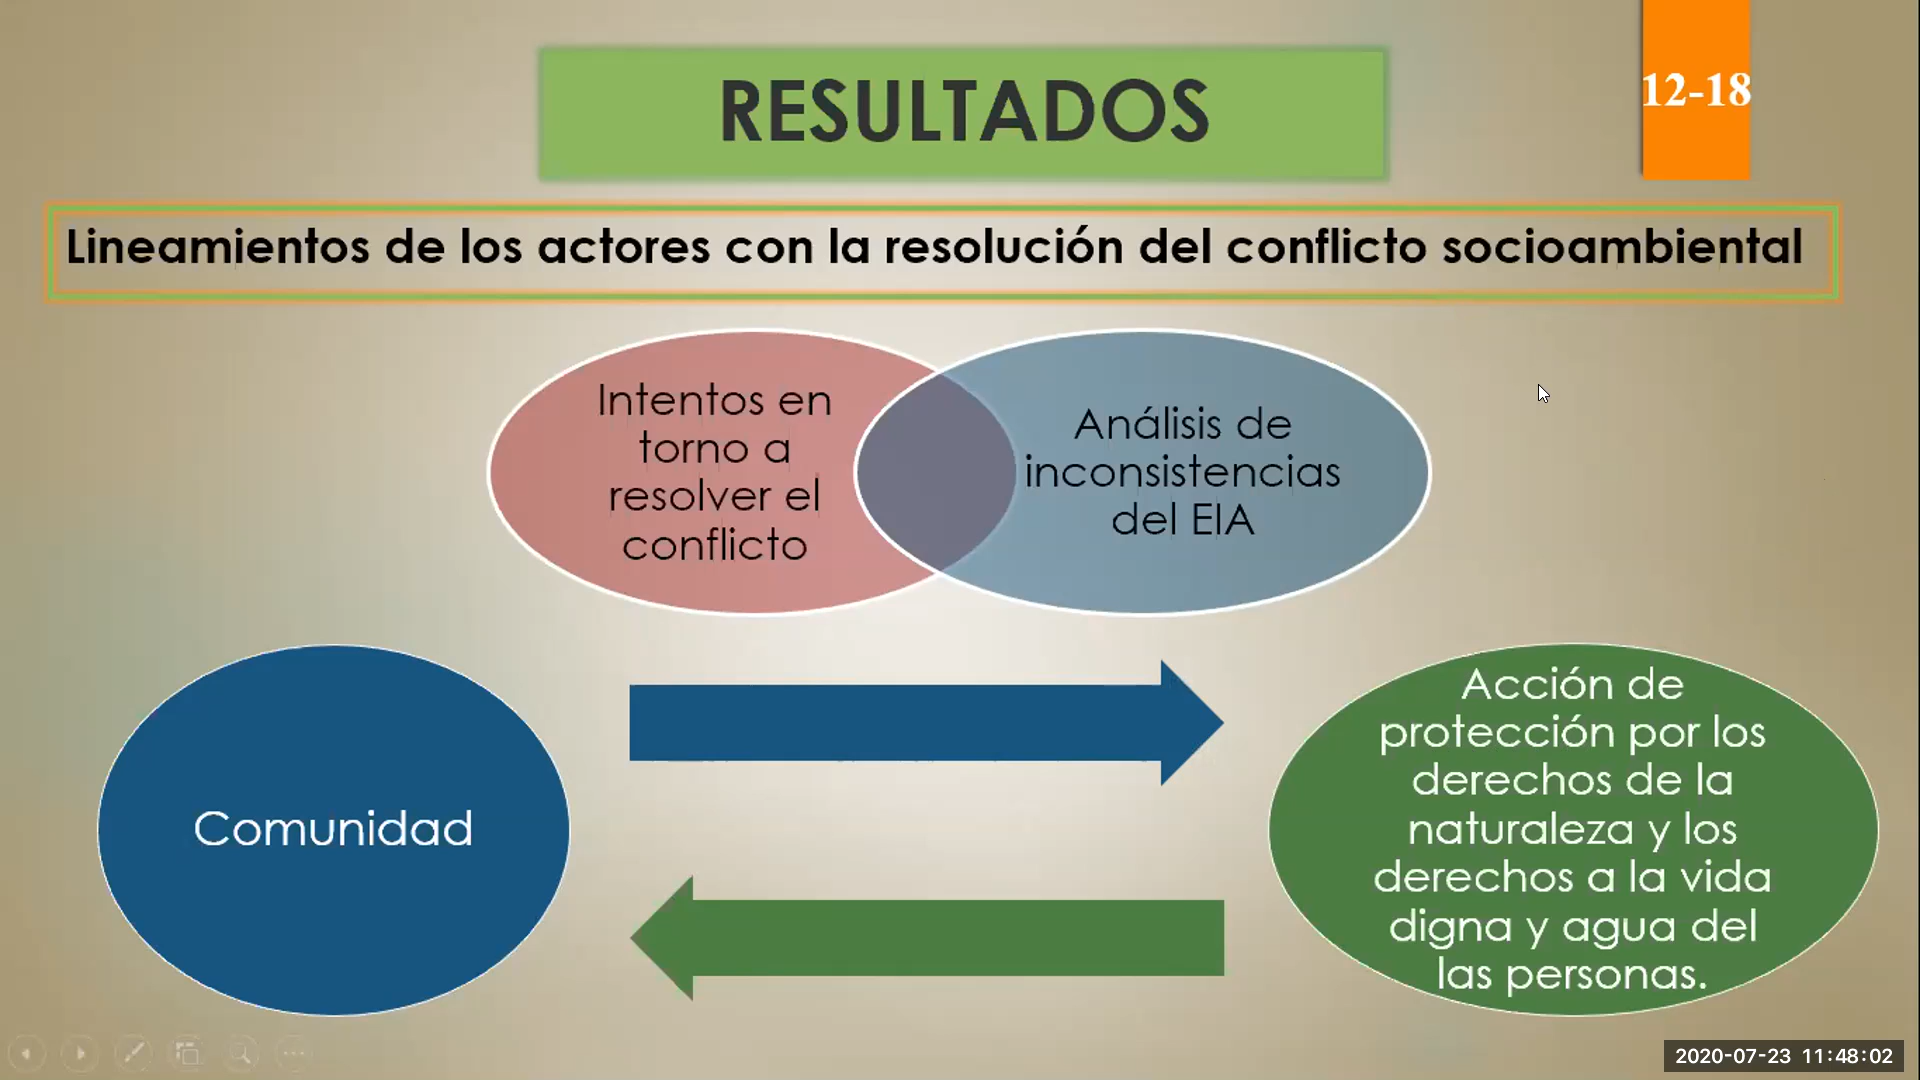 RESULTADOS
12-18
Lineamientos de los actores con la resolución del conflicto socioambiental
Intentos en
torno a
resolver el
conflicto
Análisis de
inconsistencias
del EIA
Comunidad
Acción de
protección por los
derechos de la
naturaleza y los
derechos a la vida
digna y agua del
las personas.
2020-07-23 11:48:02